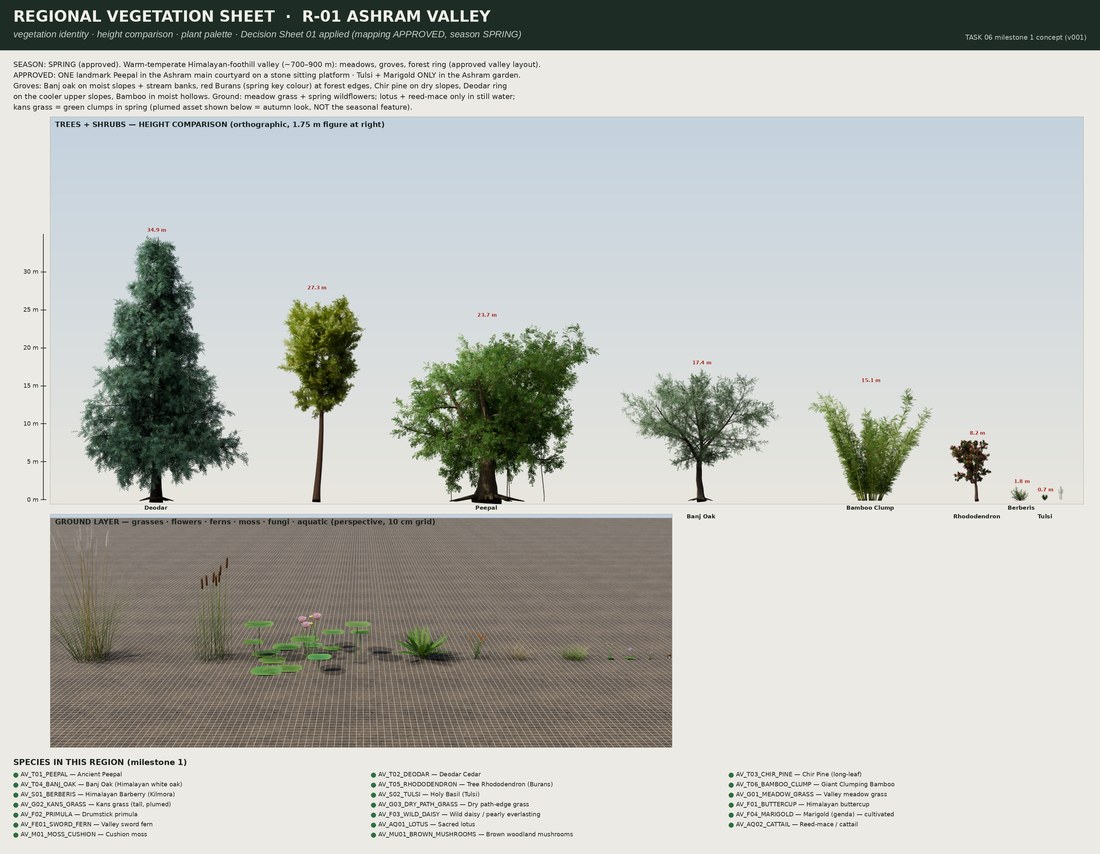 REGIONAL VEGETATION SHEET · R-01 ASHRAM VALLEY
vegetation identity · height comparison · plant palette · Decision Sheet 01 applied (mapping APPROVED, season SPRING)
TASK 06 milestone 1 concept (v001)
SEASON: SPRING (approved). Warm-temperate Himalayan-foothill valley (~700–900 m): meadows, groves, forest ring (approved valley layout).
APPROVED: ONE landmark Peepal in the Ashram main courtyard on a stone sitting platform · Tulsi + Marigold ONLY in the Ashram garden.
Groves: Banj oak on moist slopes + stream banks, red Burans (spring key colour) at forest edges, Chir pine on dry slopes, Deodar ring
on the cooler upper slopes, Bamboo in moist hollows. Ground: meadow grass + spring wildflowers; lotus + reed-mace only in still water;
kans grass = green clumps in spring (plumed asset shown below = autumn look, NOT the seasonal feature).
TREES + SHRUBS — HEIGHT COMPARISON (orthographic, 1.75 m figure at right)
34.9 m
27.3 m
23.7 m
17.4 m
15.1 m
8.2 m
1.8 m
0.7 m
30 m
25 m
20 m
15 m
10 m
5 m
0 m
Deodar
Peepal
Banj Oak
Bamboo Clump
Rhododendron
Berberis
Tulsi
GROUND LAYER — grasses · flowers · ferns · moss · fungi · aquatic (perspective, 10 cm grid)
SPECIES IN THIS REGION (milestone 1)
AV_T01_PEEPAL — Ancient Peepal
AV_T02_DEODAR — Deodar Cedar
AV_T03_CHIR_PINE — Chir Pine (long-leaf)
AV_T04_BANJ_OAK — Banj Oak (Himalayan white oak)
AV_T05_RHODODENDRON — Tree Rhododendron (Burans)
AV_T06_BAMBOO_CLUMP — Giant Clumping Bamboo
AV_S01_BERBERIS — Himalayan Barberry (Kilmora)
AV_S02_TULSI — Holy Basil (Tulsi)
AV_G01_MEADOW_GRASS — Valley meadow grass
AV_G02_KANS_GRASS — Kans grass (tall, plumed)
AV_G03_DRY_PATH_GRASS — Dry path-edge grass
AV_F01_BUTTERCUP — Himalayan buttercup
AV_F02_PRIMULA — Drumstick primula
AV_F03_WILD_DAISY — Wild daisy / pearly everlasting
AV_F04_MARIGOLD — Marigold (genda) — cultivated
AV_FE01_SWORD_FERN — Valley sword fern
AV_AQ01_LOTUS — Sacred lotus
AV_AQ02_CATTAIL — Reed-mace / cattail
AV_M01_MOSS_CUSHION — Cushion moss
AV_MU01_BROWN_MUSHROOMS — Brown woodland mushrooms